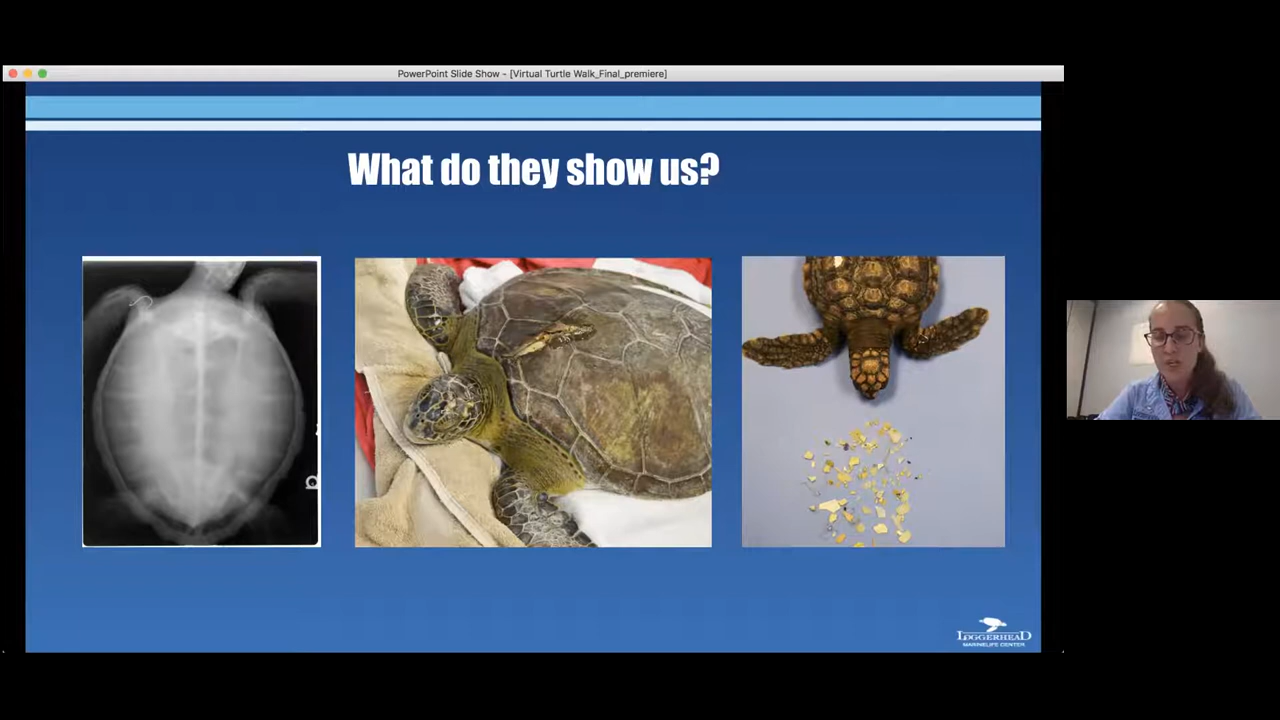 PowerPoint Slide Show - [Virtual Turtle Walk_Final_premiere]
What do they show us?
LOGGERHEAD
MARINELIFE CENTER